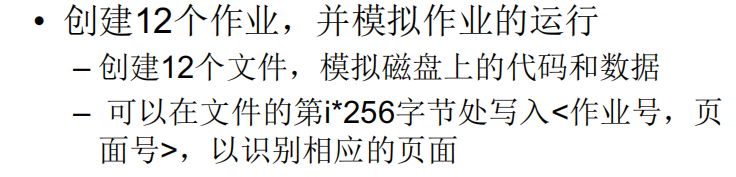 • 创建12个作业，并模拟作业的运行
– 创建12个文件，模拟磁盘上的代码和数据
– 可以在文件的第i*256字节处写入<作业号，页
面号>，以识别相应的页面